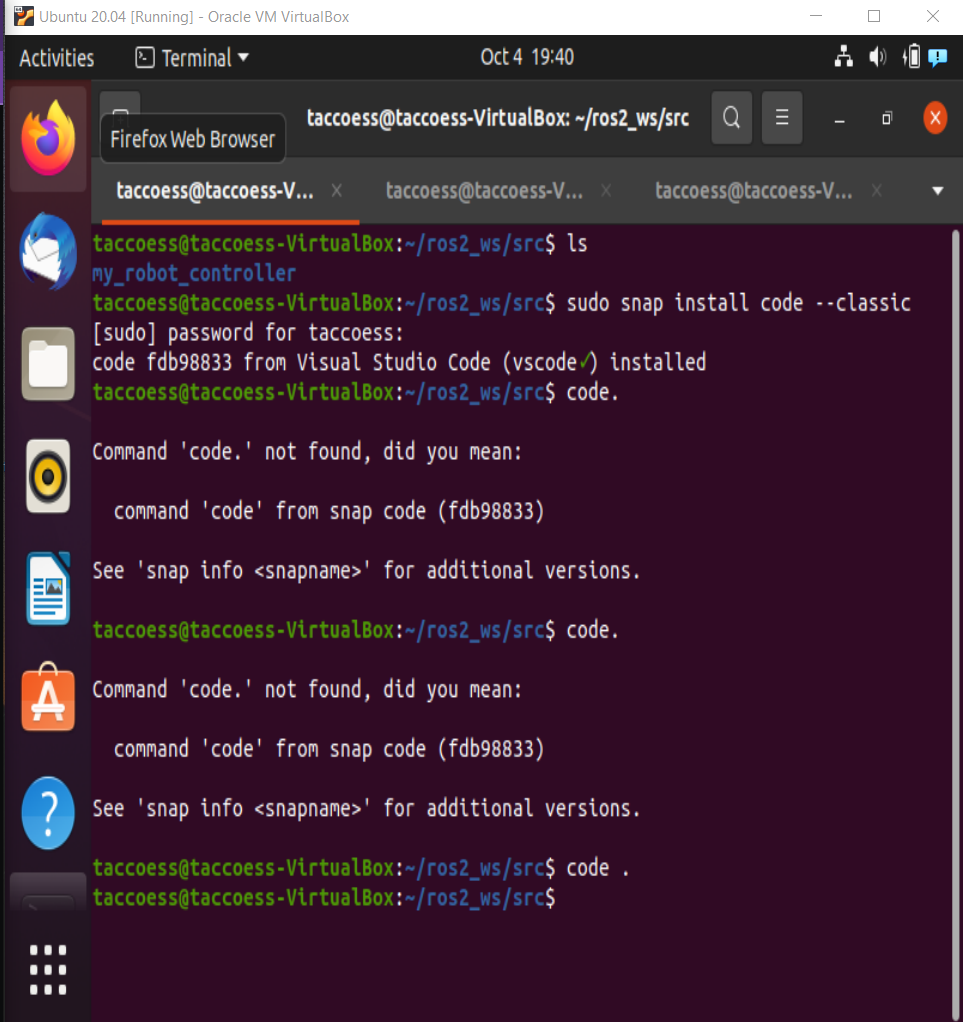 Ubuntu 20.04 [Running] - Oracle VM VirtualBox
Activities Terminal Oct 4 19:40
taccoess@taccoess-VirtualBox: ~/ros2_ws/src
Firefox Web Browser
taccoess@taccoess-V... taccoess@taccoess-V... taccoess@taccoess-V...
taccoess@taccoess-VirtualBox:~/ros2_ws/src$ ls
my_robot_controller
taccoess@taccoess-VirtualBox:~/ros2_ws/src$ sudo snap install code --classic
[sudo] password for taccoess:
code fdb98833 from Visual Studio Code (vscode✓) installed
taccoess@taccoess-VirtualBox:~/ros2_ws/src$ code.
Command 'code.' not found, did you mean:
command 'code' from snap code (fdb98833)
See 'snap info <snapname>' for additional versions.
taccoess@taccoess-VirtualBox:~/ros2_ws/src$ code.
Command 'code.' not found, did you mean:
command 'code' from snap code (fdb98833)
See 'snap info <snapname>' for additional versions.
taccoess@taccoess-VirtualBox:~/ros2_ws/src$ code .
taccoess@taccoess-VirtualBox:~/ros2_ws/src$